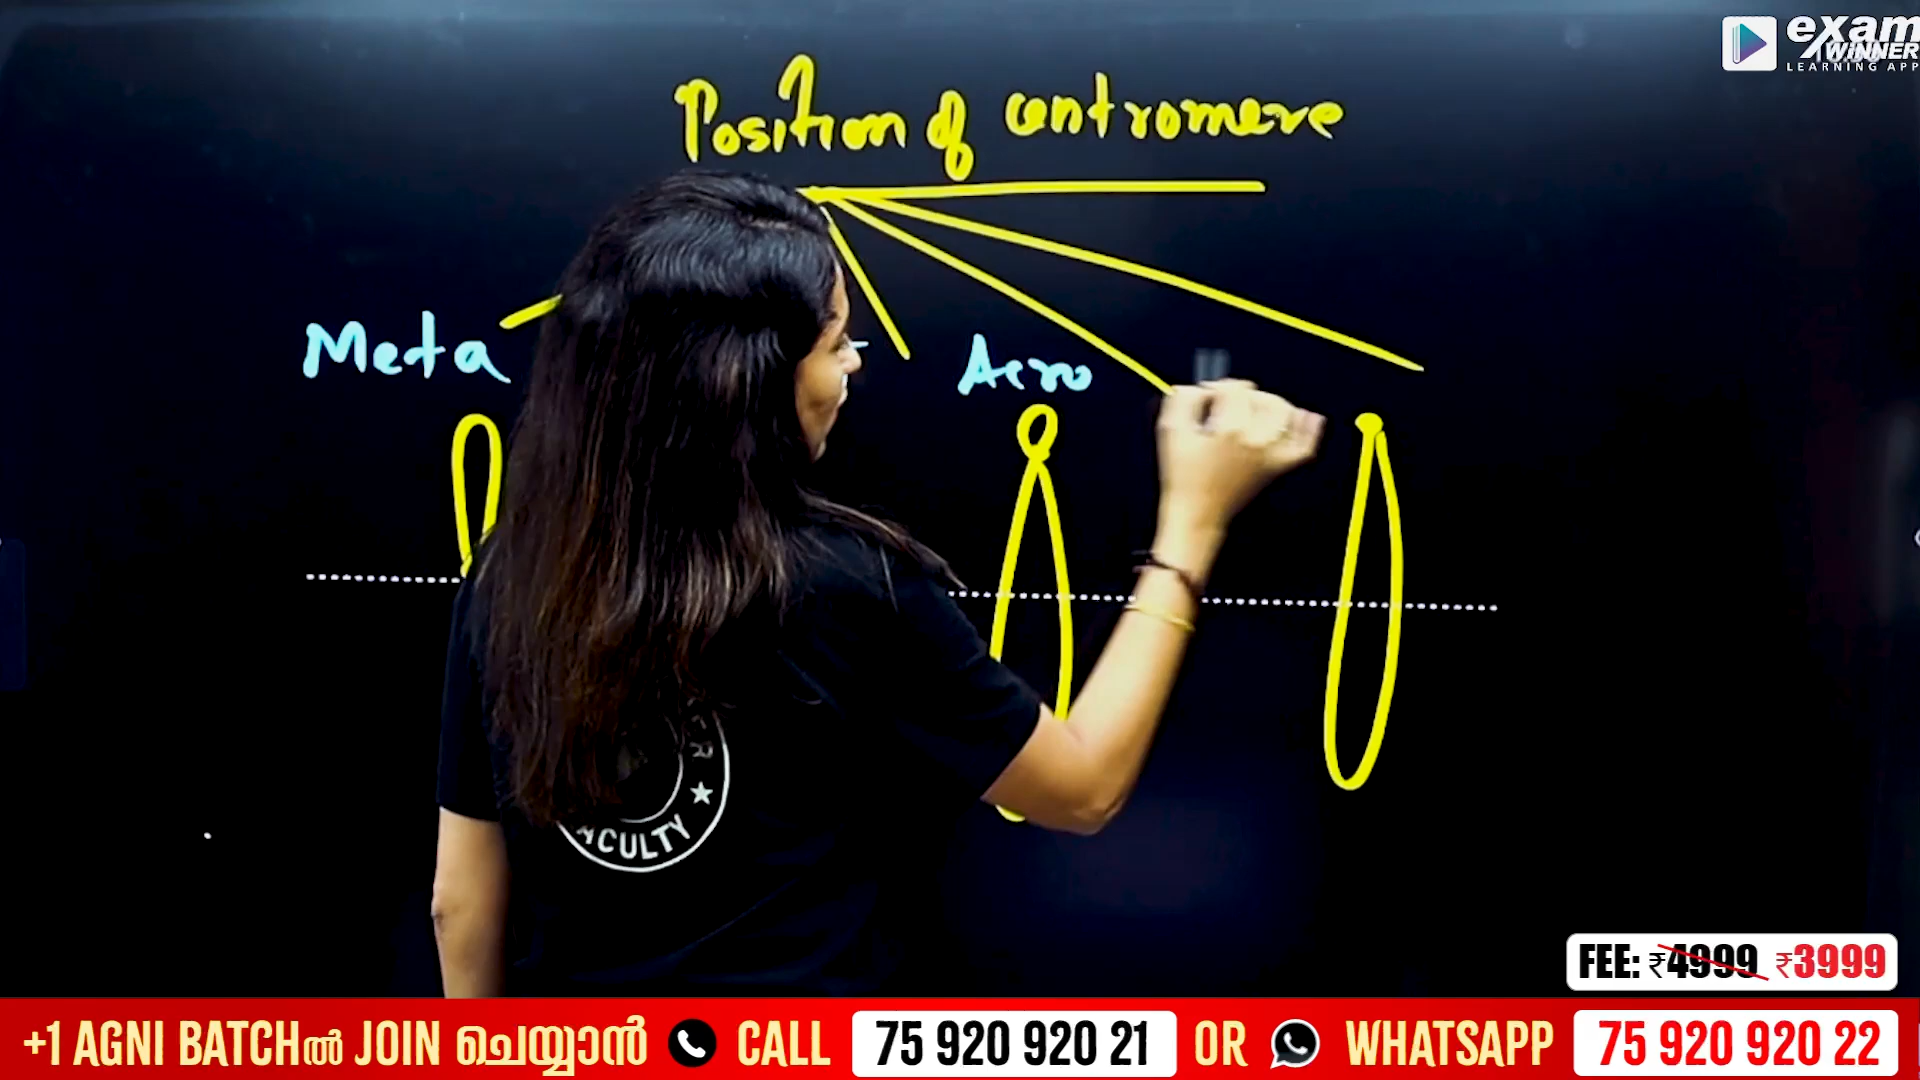 exam
WINNER
LEARNING APP
Position of centromere
Meta
Acro
ACULTY
FEE: ₹4999 ₹3999
+1 AGNI BATCHൽ JOIN ചെയ്യാൻ CALL 75 920 920 21 OR WHATSAPP 75 920 920 22